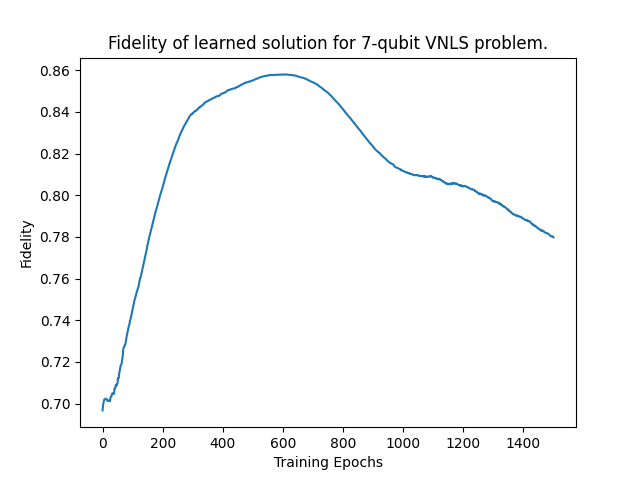 Fidelity of learned solution for 7-qubit VNLS problem.
0.86
0.84
0.82
0.80
0.78
0.76
0.74
0.72
0.70
Fidelity
0 200 400 600 800 1000 1200 1400
Training Epochs